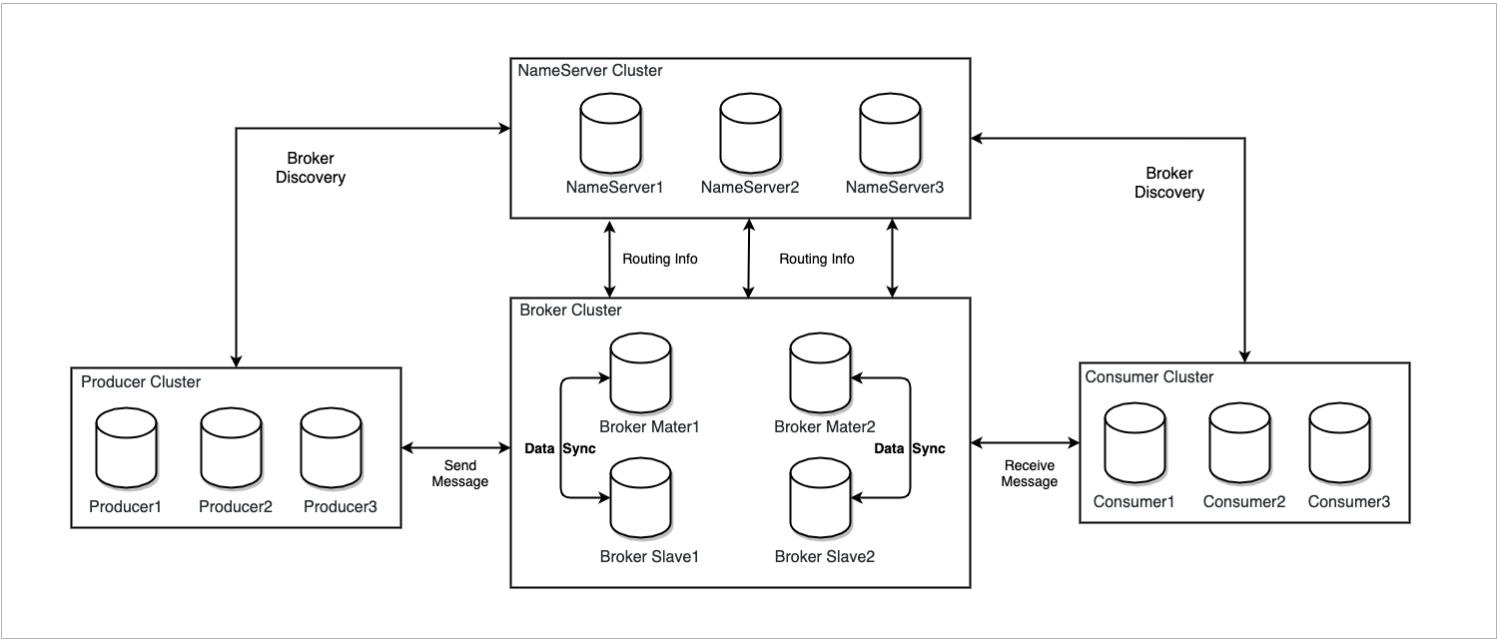 NameServer Cluster
NameServer1
NameServer2
NameServer3
Broker
Discovery
Broker
Discovery
Routing Info
Routing Info
Broker Cluster
Producer Cluster
Producer1
Producer2
Producer3
Send
Message
Broker Mater1
Broker Mater2
Data Sync
Data Sync
Broker Slave1
Broker Slave2
Receive
Message
Consumer Cluster
Consumer1
Consumer2
Consumer3